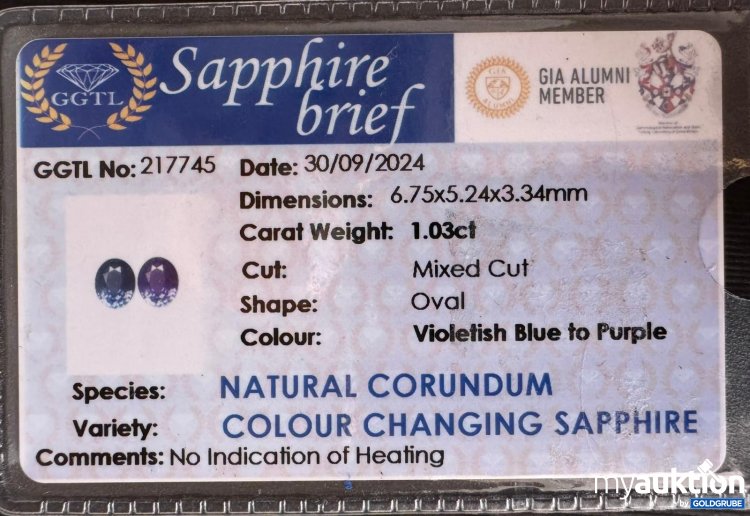 GGTL
Sapphire
brief
GIA
ALUMNI
GIA ALUMNI
MEMBER
GGTL No: 217745 Date: 30/09/2024
Dimensions: 6.75x5.24x3.34mm
Carat Weight: 1.03ct
Cut: Mixed Cut
Shape: Oval
Colour: Violetish Blue to Purple
Species: NATURAL CORUNDUM
Variety: COLOUR CHANGING SAPPHIRE
Comments: No Indication of Heating
myauktion
by GOLDGRUBE